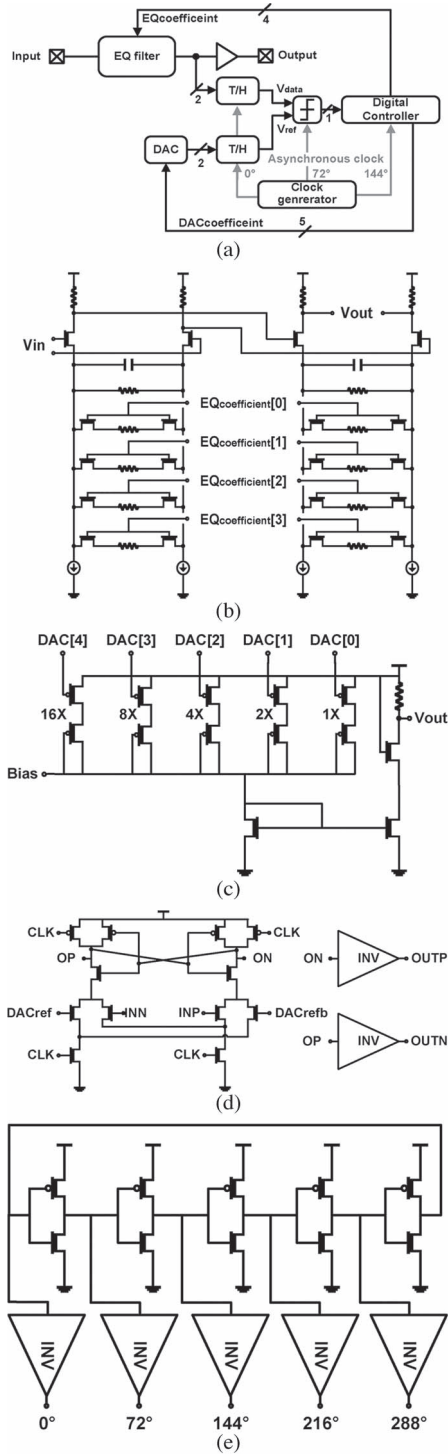 EQcoefficeint 4
Input EQ filter Output
2 T/H Vdata
1 Digital Controller
Vref
DAC 2 T/H
Asynchronous clock
0° 72° 144°
Clock genrerator
DACcoefficeint 5
(a)
Vin Vout
EQcoefficient[0]
EQcoefficient[1]
EQcoefficient[2]
EQcoefficient[3]
(b)
DAC[4] DAC[3] DAC[2] DAC[1] DAC[0]
16X 8X 4X 2X 1X
Vout
Bias
(c)
CLK CLK
OP ON ON INV OUTP
DACref INN INP DACrefb
OP INV OUTN
CLK CLK
(d)
INV INV INV INV INV
0° 72° 144° 216° 288°
(e)